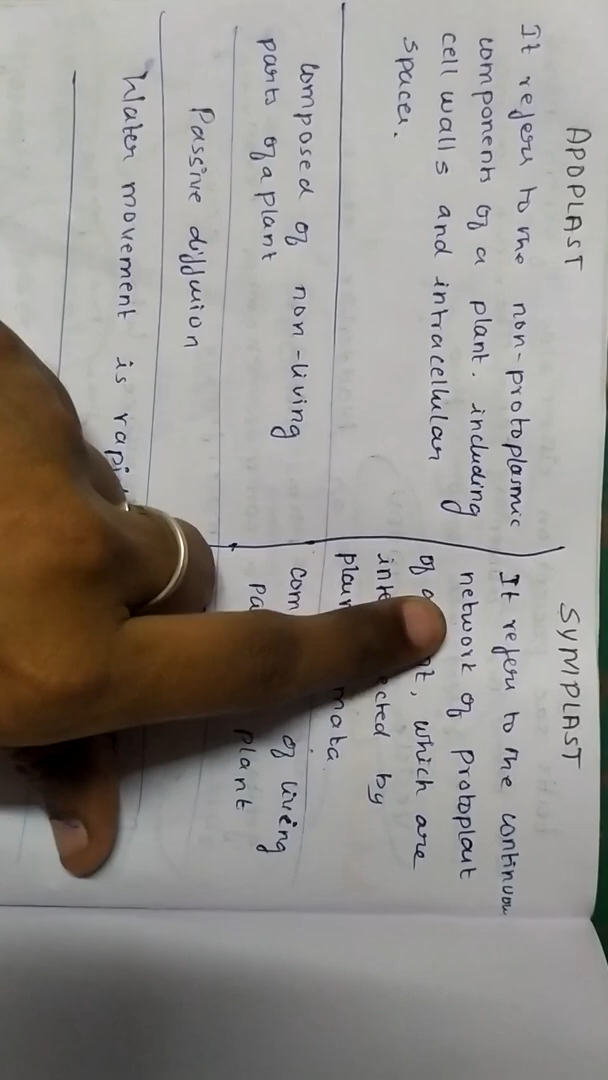 APOPLAST
It refers to the non-protoplasmic
components of a plant. including
cell walls and intracellular
spaces.
composed of non-living
parts of a plant
Passive diffusion
Water movement is
SYMPLAST
It refers to the continuou
network of protoplast
of which are
by
of living
plant